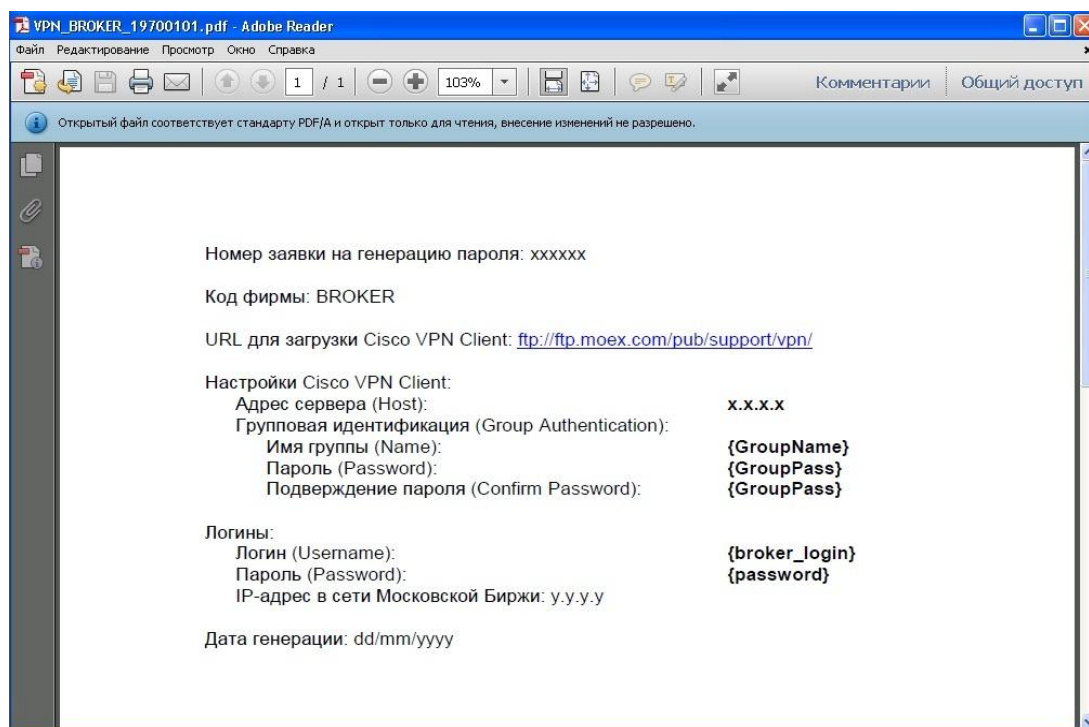 VPN_BROKER_19700101.pdf - Adobe Reader
Файл Редактирование Просмотр Окно Справка
1 / 1 103% Комментарии Общий доступ
Открытый файл соответствует стандарту PDF/A и открыт только для чтения, внесение изменений не разрешено.
Номер заявки на генерацию пароля: xxxxxx
Код фирмы: BROKER
URL для загрузки Cisco VPN Client: ftp://ftp.moex.com/pub/support/vpn/
Настройки Cisco VPN Client:
Адрес сервера (Host): x.x.x.x
Групповая идентификация (Group Authentication):
Имя группы (Name): {GroupName}
Пароль (Password): {GroupPass}
Подверждение пароля (Confirm Password): {GroupPass}
Логины:
Логин (Username): {broker_login}
Пароль (Password): {password}
IP-адрес в сети Московской Биржи: y.y.y.y
Дата генерации: dd/mm/yyyy